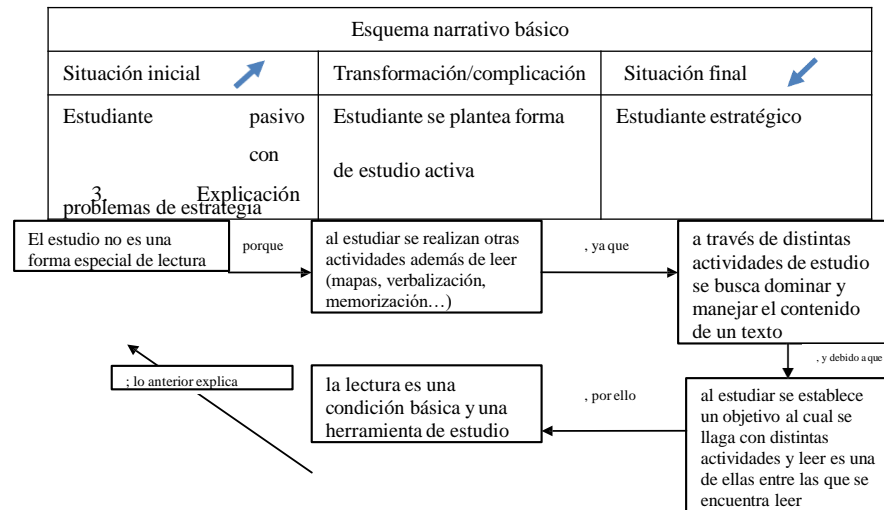 Esquema narrativo básico
Situación inicial
Transformación/complicación
Situación final
Estudiante pasivo
con
problemas de estrategia
Estudiante se plantea forma
de estudio activa
Estudiante estratégico
3. Explicación
El estudio no es una
forma especial de lectura
porque
al estudiar se realizan otras
actividades además de leer
(mapas, verbalización,
memorización…)
, ya que
a través de distintas
actividades de estudio
se busca dominar y
manejar el contenido
de un texto
, y debido a que
al estudiar se establece
un objetivo al cual se
llaga con distintas
actividades y leer es una
de ellas entre las que se
encuentra leer
, por ello
la lectura es una
condición básica y una
herramienta de estudio
; lo anterior explica